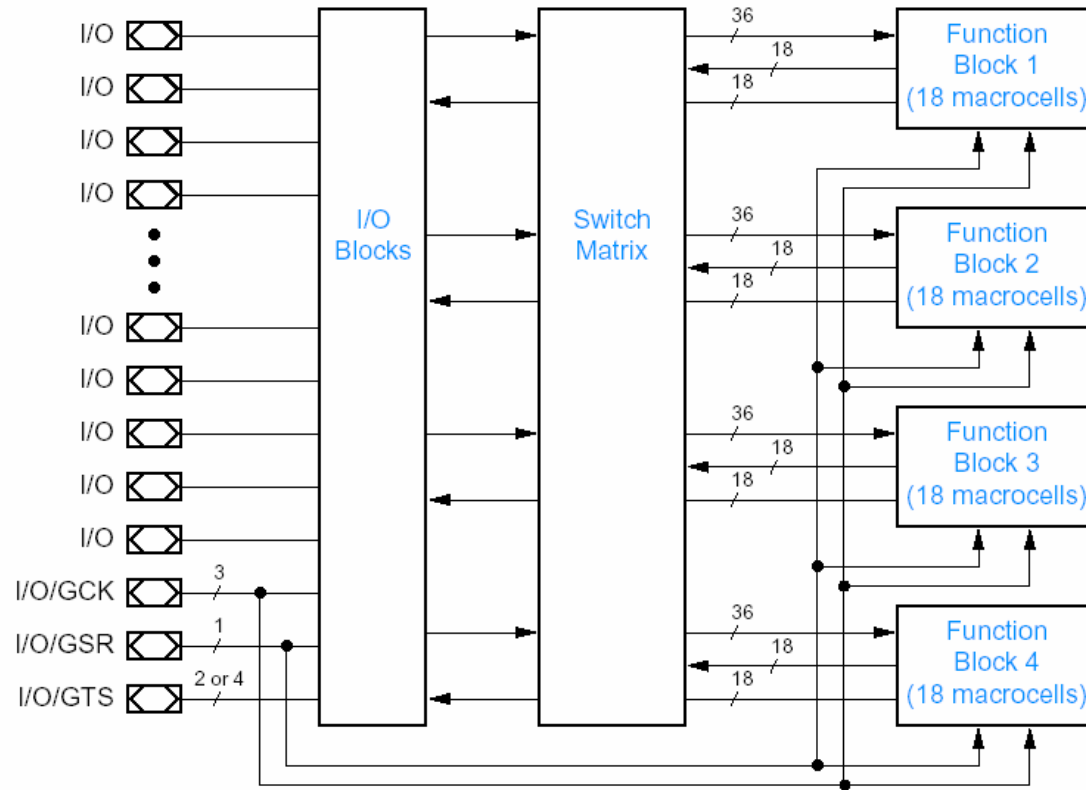 I/O
I/O
I/O
I/O
I/O
I/O
I/O
I/O
I/O
I/O/GCK
3
I/O/GSR
1
I/O/GTS
2 or 4
I/O
Blocks
Switch
Matrix
36
18
18
Function
Block 1
(18 macrocells)
36
18
18
Function
Block 2
(18 macrocells)
36
18
18
Function
Block 3
(18 macrocells)
36
18
18
Function
Block 4
(18 macrocells)